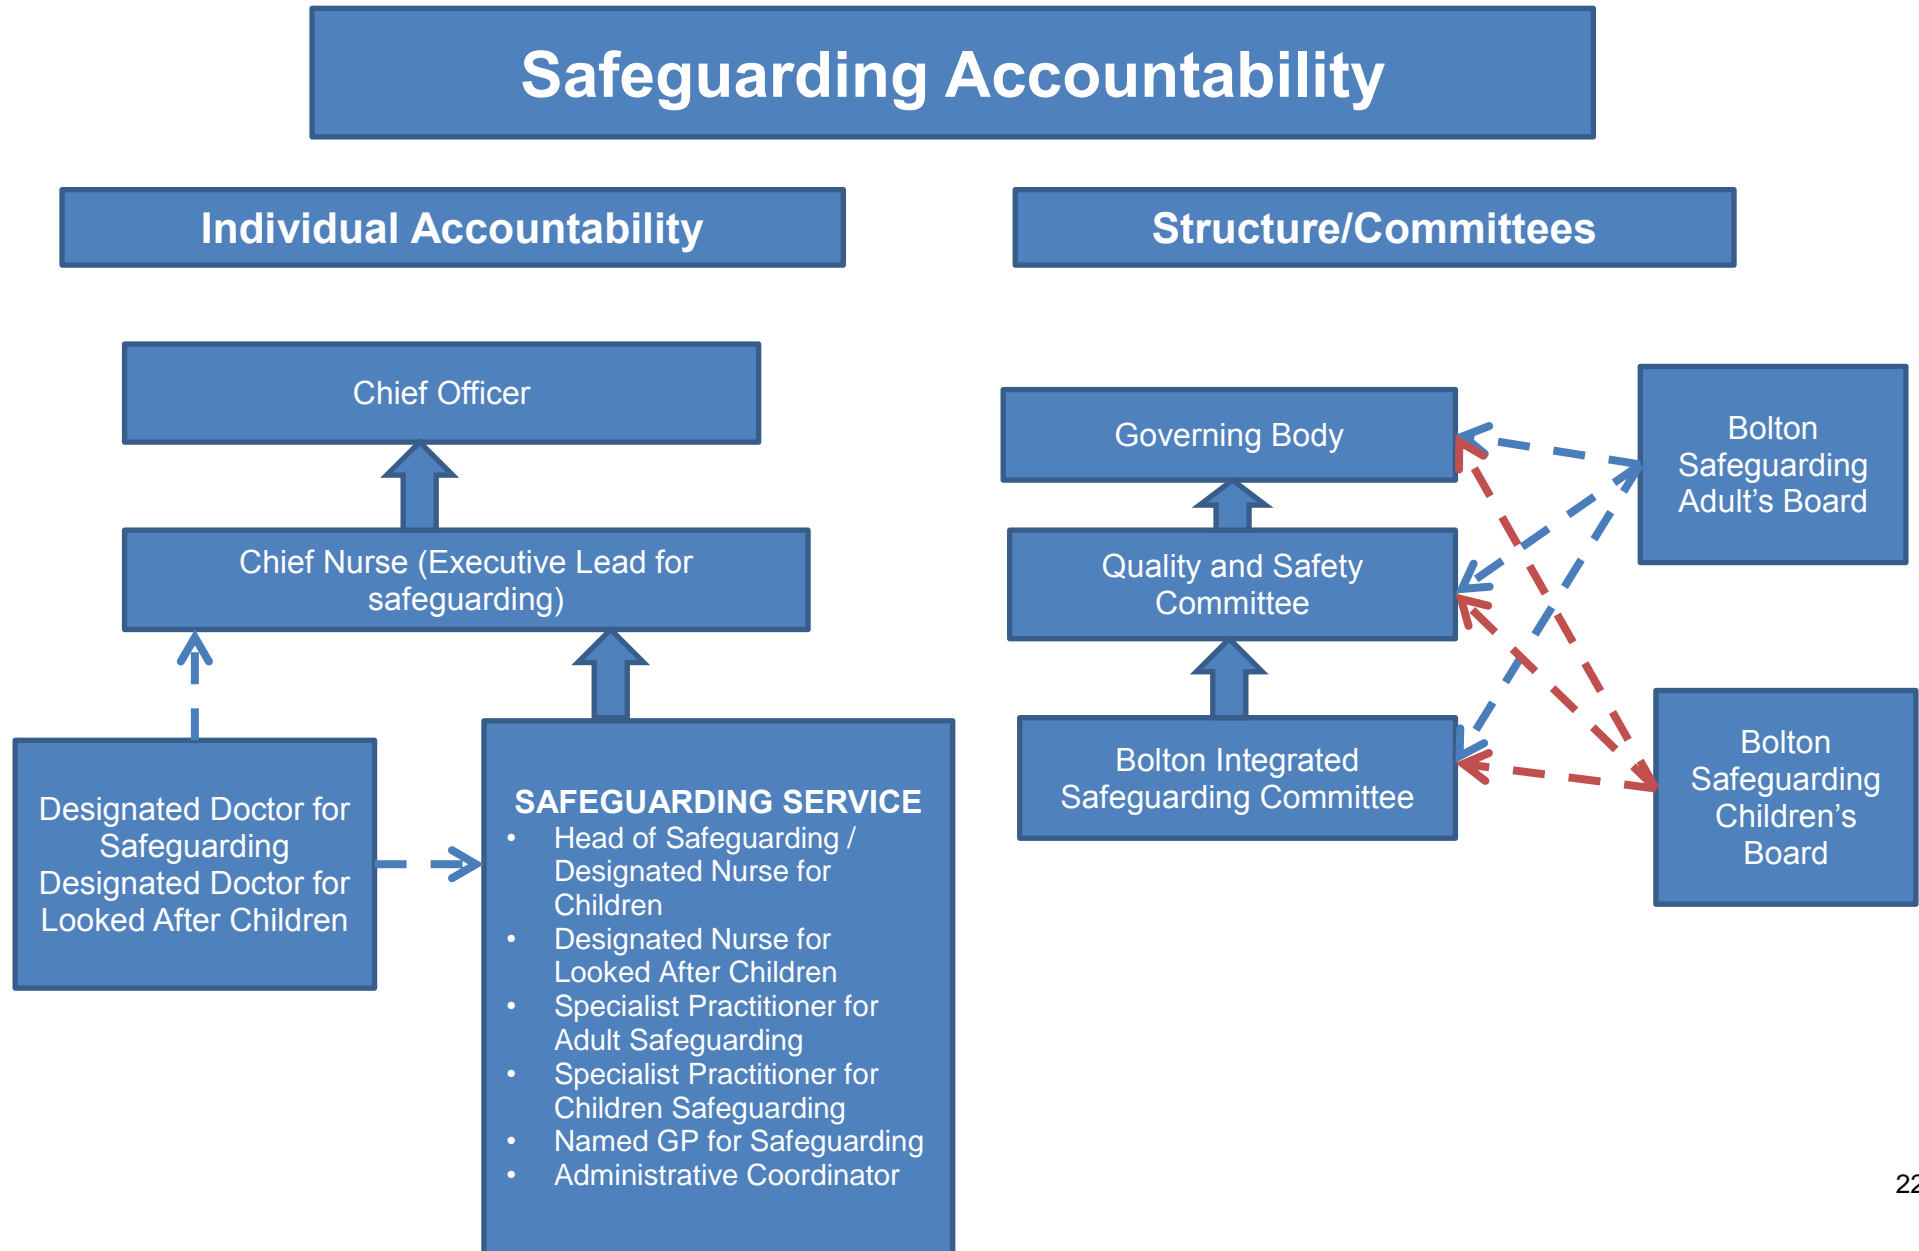 Safeguarding Accountability
Individual Accountability
Structure/Committees
Chief Officer
Chief Nurse (Executive Lead for
safeguarding)
Designated Doctor for
Safeguarding
Designated Doctor for
Looked After Children
SAFEGUARDING SERVICE
• Head of Safeguarding /
Designated Nurse for
Children
• Designated Nurse for
Looked After Children
• Specialist Practitioner for
Adult Safeguarding
• Specialist Practitioner for
Children Safeguarding
• Named GP for Safeguarding
• Administrative Coordinator
Governing Body
Quality and Safety
Committee
Bolton Integrated
Safeguarding Committee
Bolton
Safeguarding
Adult’s Board
Bolton
Safeguarding
Children’s
Board
22